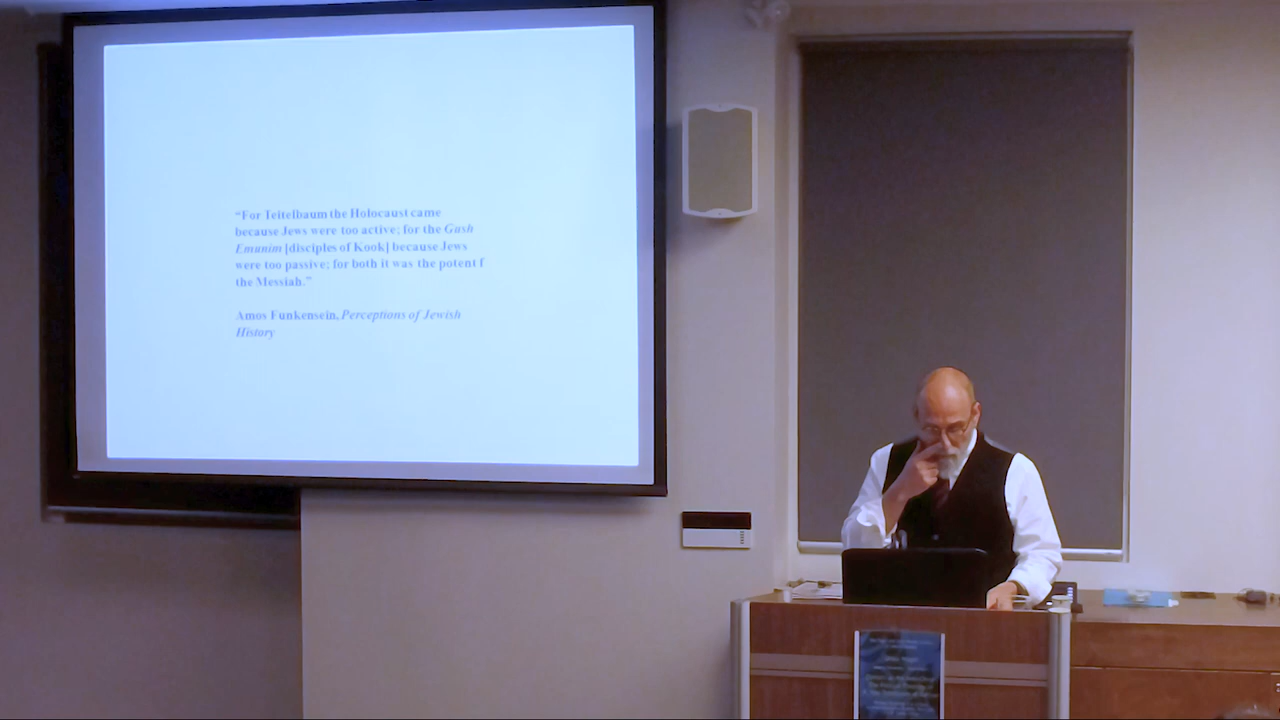 “For Teitelbaum the Holocaust came
because Jews were too active; for the Gush
Emunim [disciples of Kook] because Jews
were too passive; for both it was the potent f
the Messiah.”
Amos Funkensein, Perceptions of Jewish
History